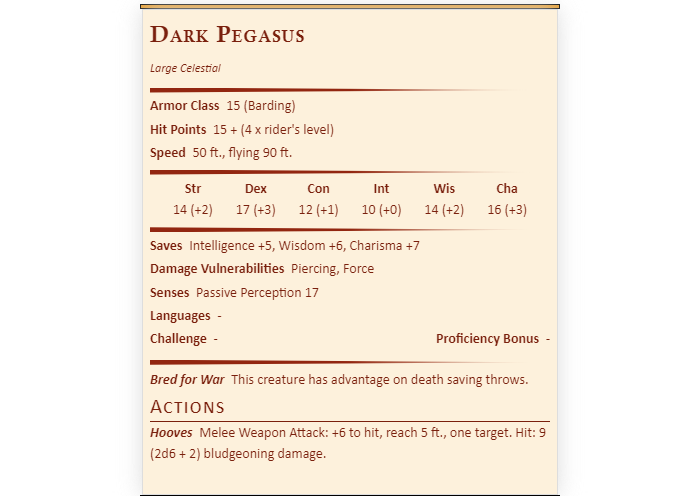 Dark Pegasus
Large Celestial
Armor Class 15 (Barding)
Hit Points 15 + (4 x rider's level)
Speed 50 ft., flying 90 ft.
Str Dex Con Int Wis Cha
14 (+2) 17 (+3) 12 (+1) 10 (+0) 14 (+2) 16 (+3)
Saves Intelligence +5, Wisdom +6, Charisma +7
Damage Vulnerabilities Piercing, Force
Senses Passive Perception 17
Languages -
Challenge - Proficiency Bonus -
Bred for War This creature has advantage on death saving throws.
Actions
Hooves Melee Weapon Attack: +6 to hit, reach 5 ft., one target. Hit: 9
(2d6 + 2) bludgeoning damage.